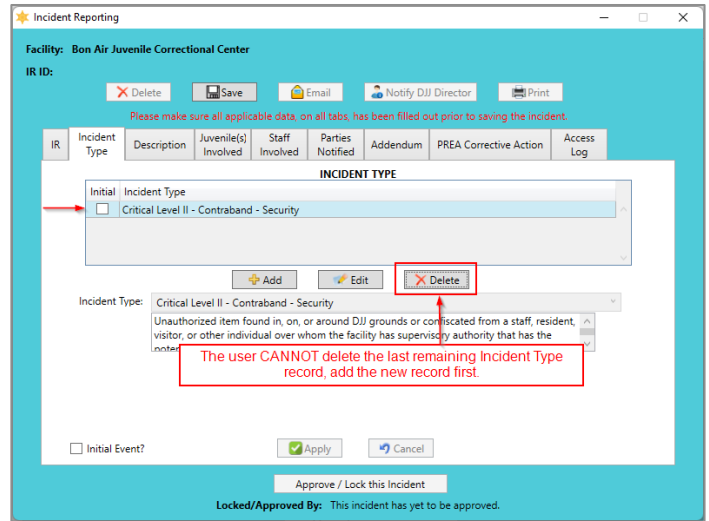 Incident Reporting
Facility: Bon Air Juvenile Correctional Center
IR ID:
Delete Save Email Notify DJJ Director Print
Please make sure all applicable data, on all tabs, has been filled out prior to saving the incident.
IR Incident Type Description Juvenile(s) Involved Staff Involved Parties Notified Addendum PREA Corrective Action Access Log
INCIDENT TYPE
Initial Incident Type
Critical Level II - Contraband - Security
Add Edit Delete
Incident Type: Critical Level II - Contraband - Security
Unauthorized item found in, on, or around DJJ grounds or confiscated from a staff, resident,
visitor, or other individual over whom the facility has supervisory authority that has the
The user CANNOT delete the last remaining Incident Type
record, add the new record first.
Initial Event? Apply Cancel
Approve / Lock this Incident
Locked/Approved By: This incident has yet to be approved.